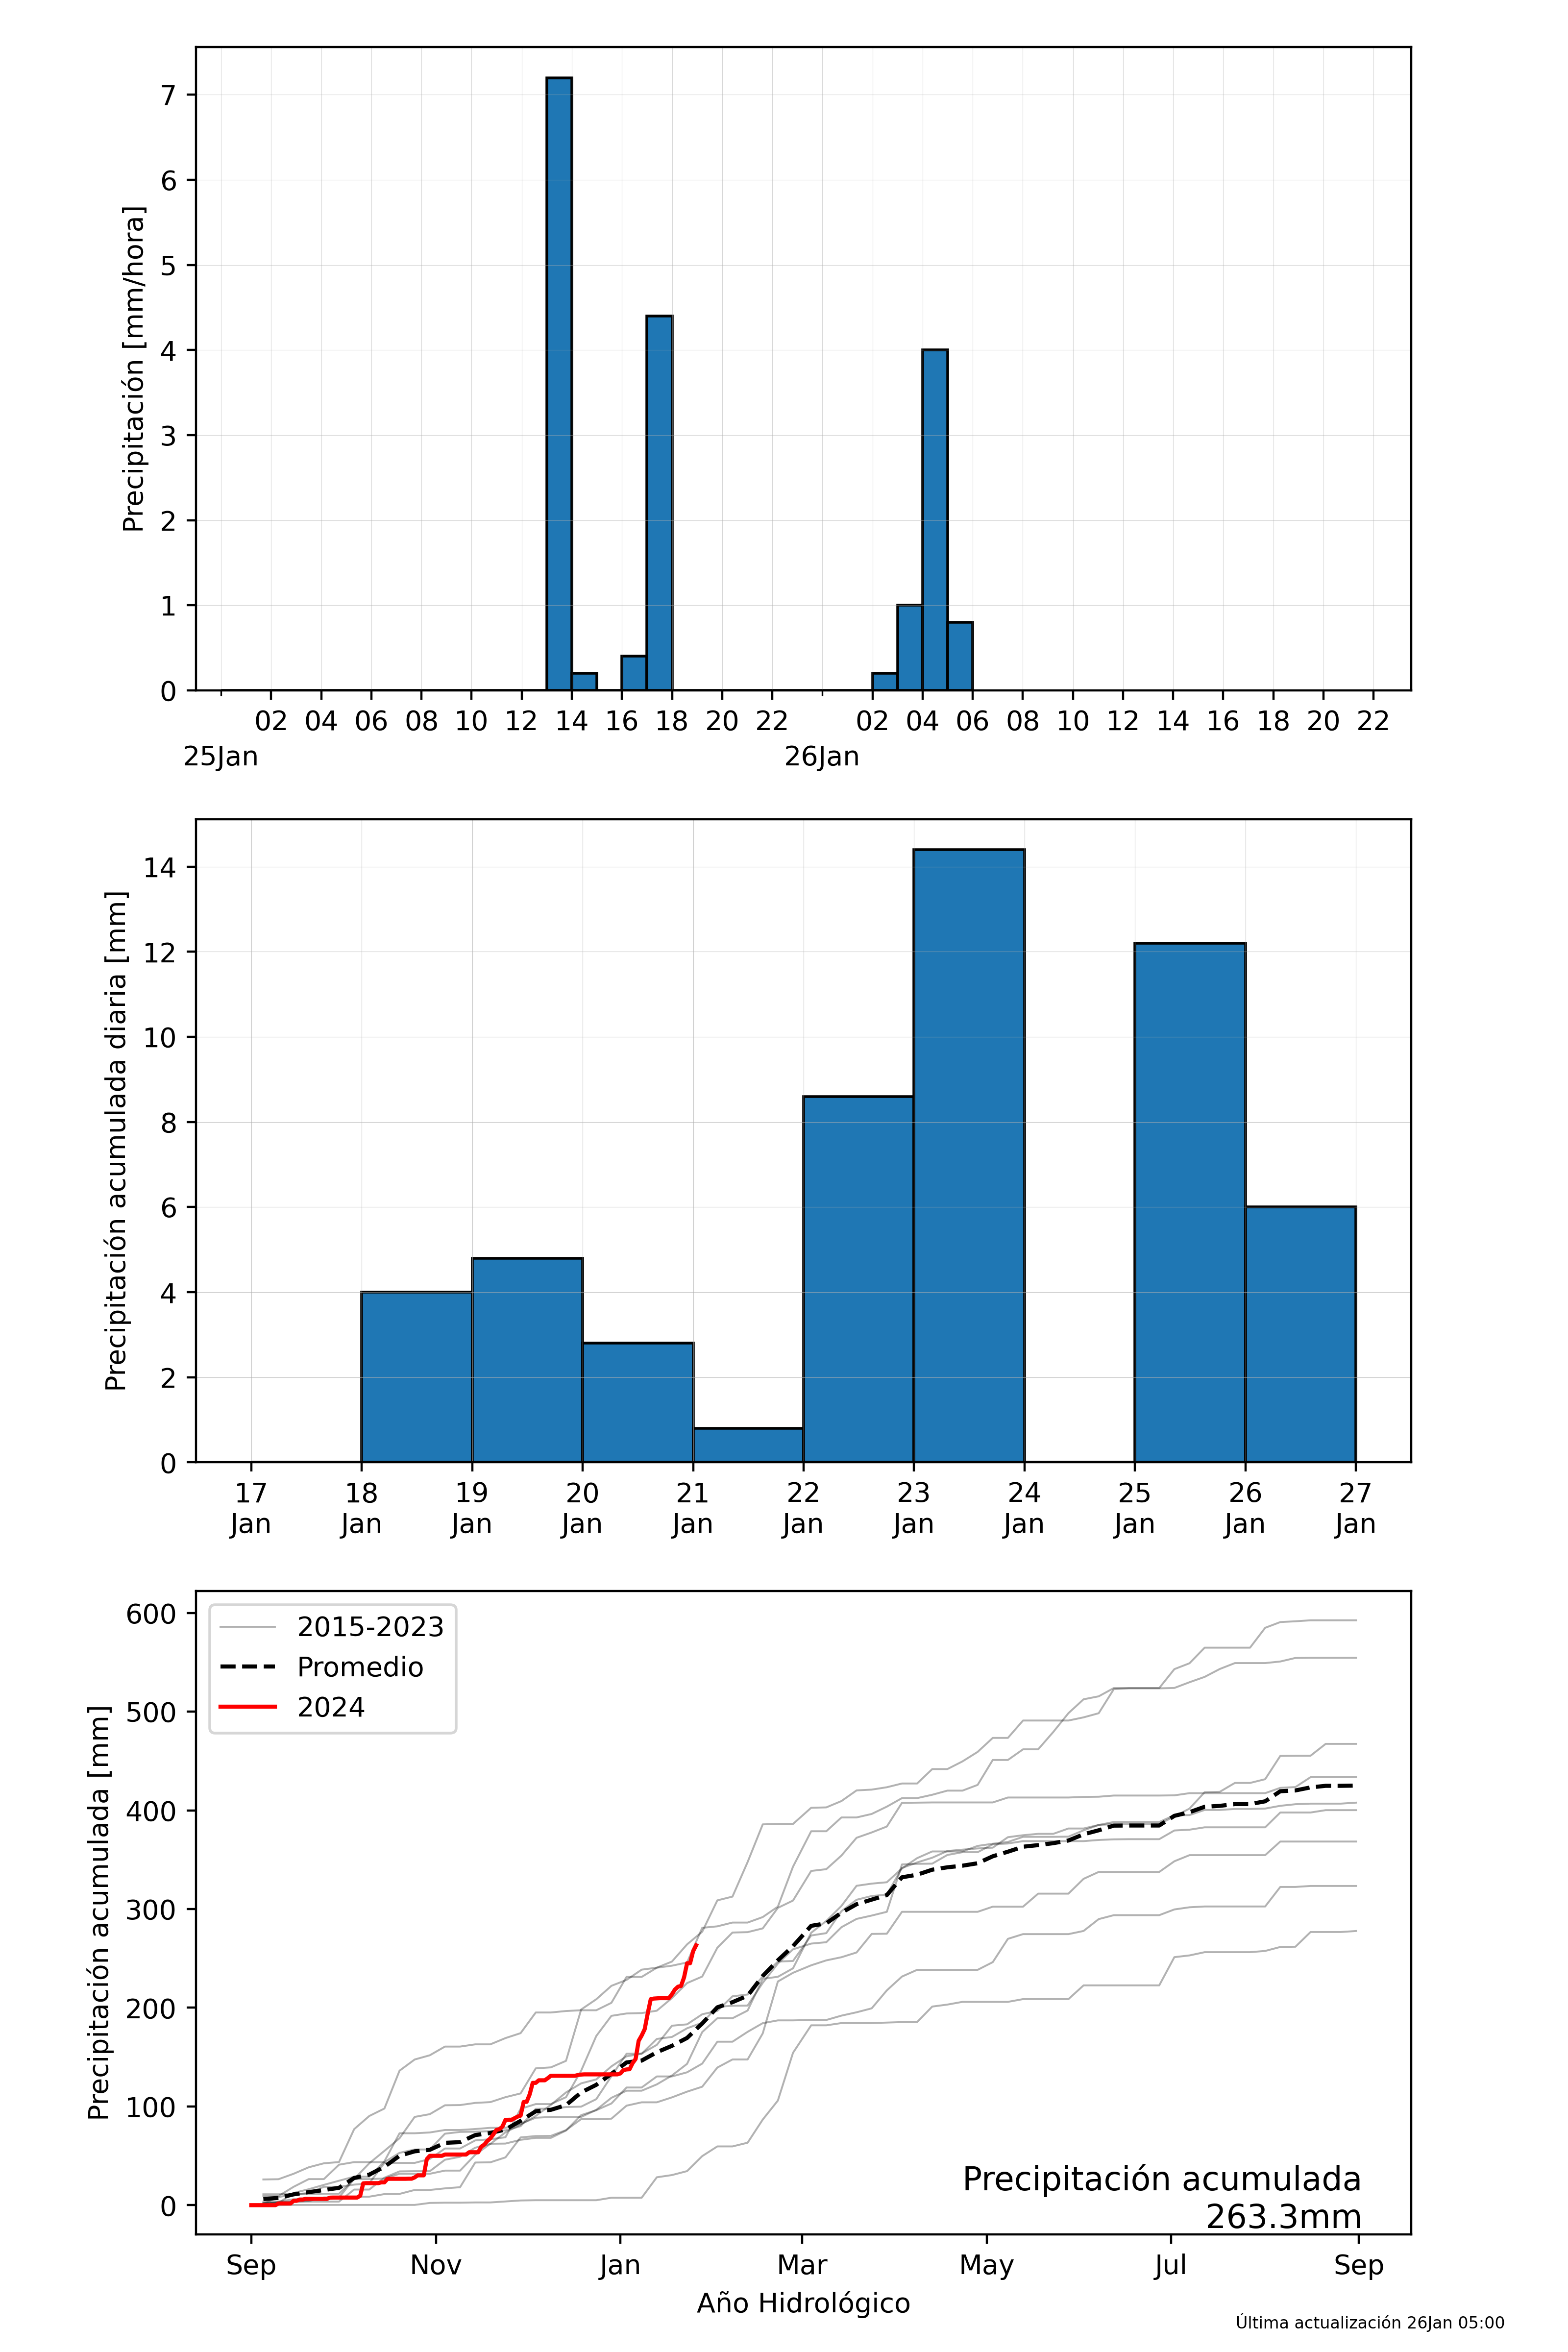 7
6
5
4
3
2
1
0
Precipitación [mm/hora]
02 04 06 08 10 12 14 16 18 20 22 02 04 06 08 10 12 14 16 18 20 22
25Jan 26Jan
14
12
10
8
6
4
2
0
Precipitación acumulada diaria [mm]
17 18 19 20 21 22 23 24 25 26 27
Jan Jan Jan Jan Jan Jan Jan Jan Jan Jan Jan
600
500
400
300
200
100
0
Precipitación acumulada [mm]
2015-2023
Promedio
2024
Precipitación acumulada
263.3mm
Sep Nov Jan Mar May Jul Sep
Año Hidrológico
Última actualización 26Jan 05:00